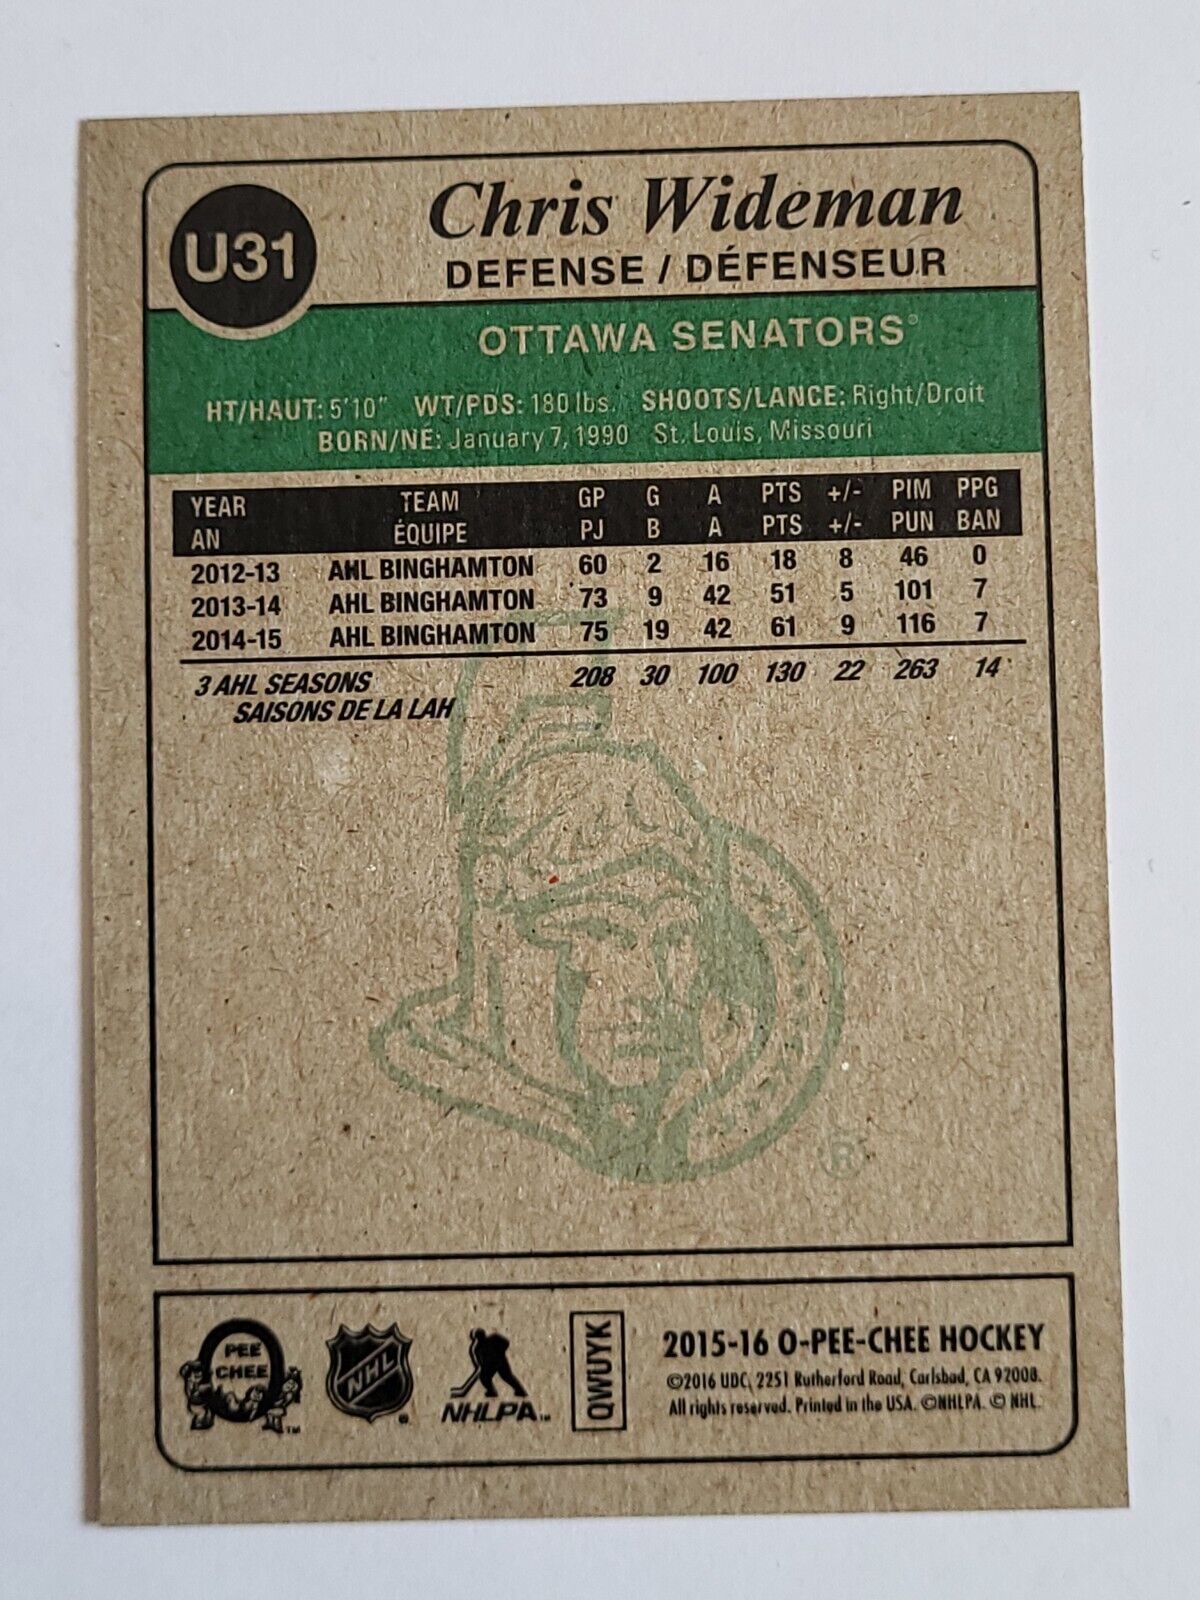 U31
Chris Wideman
DEFENSE / DÉFENSEUR
OTTAWA SENATORS®
HT/HAUT: 5'10" WT/PDS: 180 lbs. SHOOTS/LANCE: Right/Droit
BORN/NÉ: January 7, 1990 St. Louis, Missouri
YEAR TEAM GP G A PTS +/- PIM PPG
AN ÉQUIPE PJ B A PTS +/- PUN BAN
2012-13 AHL BINGHAMTON 60 2 16 18 8 46 0
2013-14 AHL BINGHAMTON 73 9 42 51 5 101 7
2014-15 AHL BINGHAMTON 75 19 42 61 9 116 7
3 AHL SEASONS 208 30 100 130 22 263 14
SAISONS DE LA LAH
®
PEE
CHEE
TM
NHL
®
NHLPA™
QWUYK
2015-16 O-PEE-CHEE HOCKEY
©2016 UDC, 2251 Rutherford Road, Carlsbad, CA 92008.
All rights reserved. Printed in the USA. ©NHLPA. © NHL.